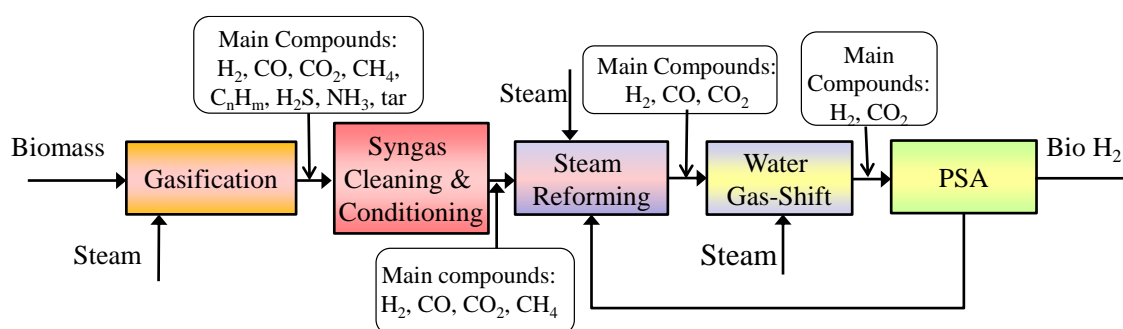 Main Compounds:
H₂, CO, CO₂, CH₄,
CₙHₘ, H₂S, NH₃, tar
Main Compounds:
H₂, CO, CO₂
Main
Compounds:
H₂, CO₂
Steam
Biomass
Gasification
Syngas
Cleaning &
Conditioning
Steam
Reforming
Water
Gas-Shift
PSA
Bio H₂
Steam
Main compounds:
H₂, CO, CO₂, CH₄
Steam